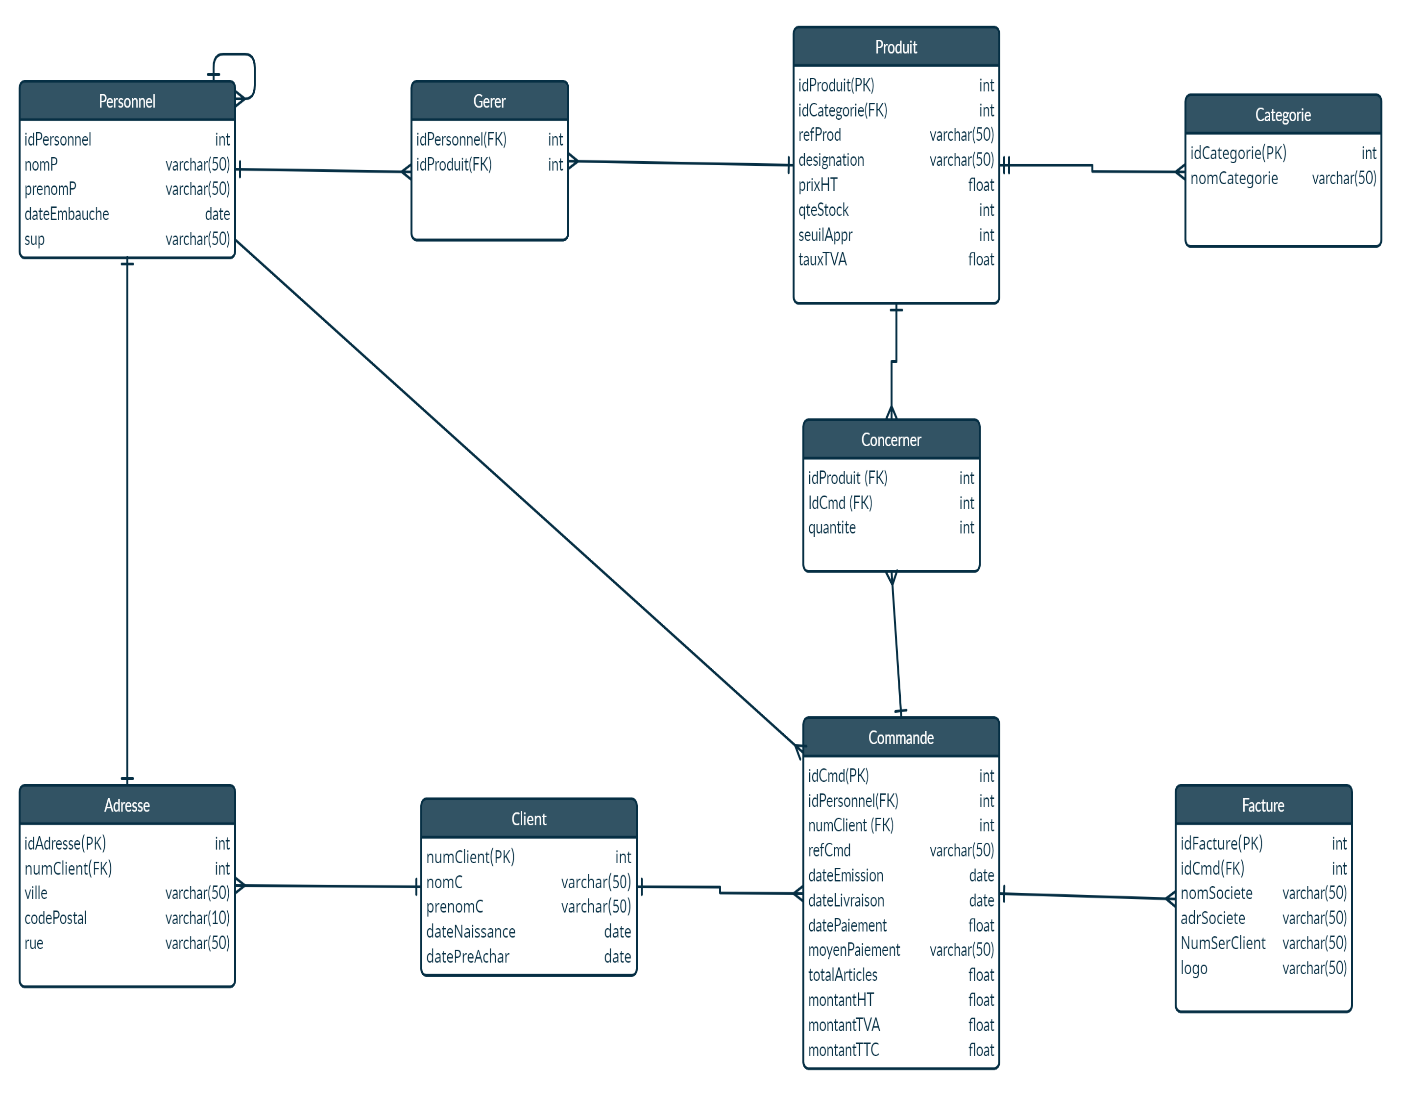 Personnel
idPersonnel int
nomP varchar(50)
prenomP varchar(50)
dateEmbauche date
sup varchar(50)
Gerer
idPersonnel(FK) int
idProduit(FK) int
Produit
idProduit(PK) int
idCategorie(FK) int
refProd varchar(50)
designation varchar(50)
prixHT float
qteStock int
seuilAppr int
tauxTVA float
Categorie
idCategorie(PK) int
nomCategorie varchar(50)
Concerner
idProduit (FK) int
IdCmd (FK) int
quantite int
Adresse
idAdresse(PK) int
numClient(FK) int
ville varchar(50)
codePostal varchar(10)
rue varchar(50)
Client
numClient(PK) int
nomC varchar(50)
prenomC varchar(50)
dateNaissance date
datePreAchar date
Commande
idCmd(PK) int
idPersonnel(FK) int
numClient (FK) int
refCmd varchar(50)
dateEmission date
dateLivraison date
datePaiement float
moyenPaiement varchar(50)
totalArticles float
montantHT float
montantTVA float
montantTTC float
Facture
idFacture(PK) int
idCmd(FK) int
nomSociete varchar(50)
adrSociete varchar(50)
NumSerClient varchar(50)
logo varchar(50)